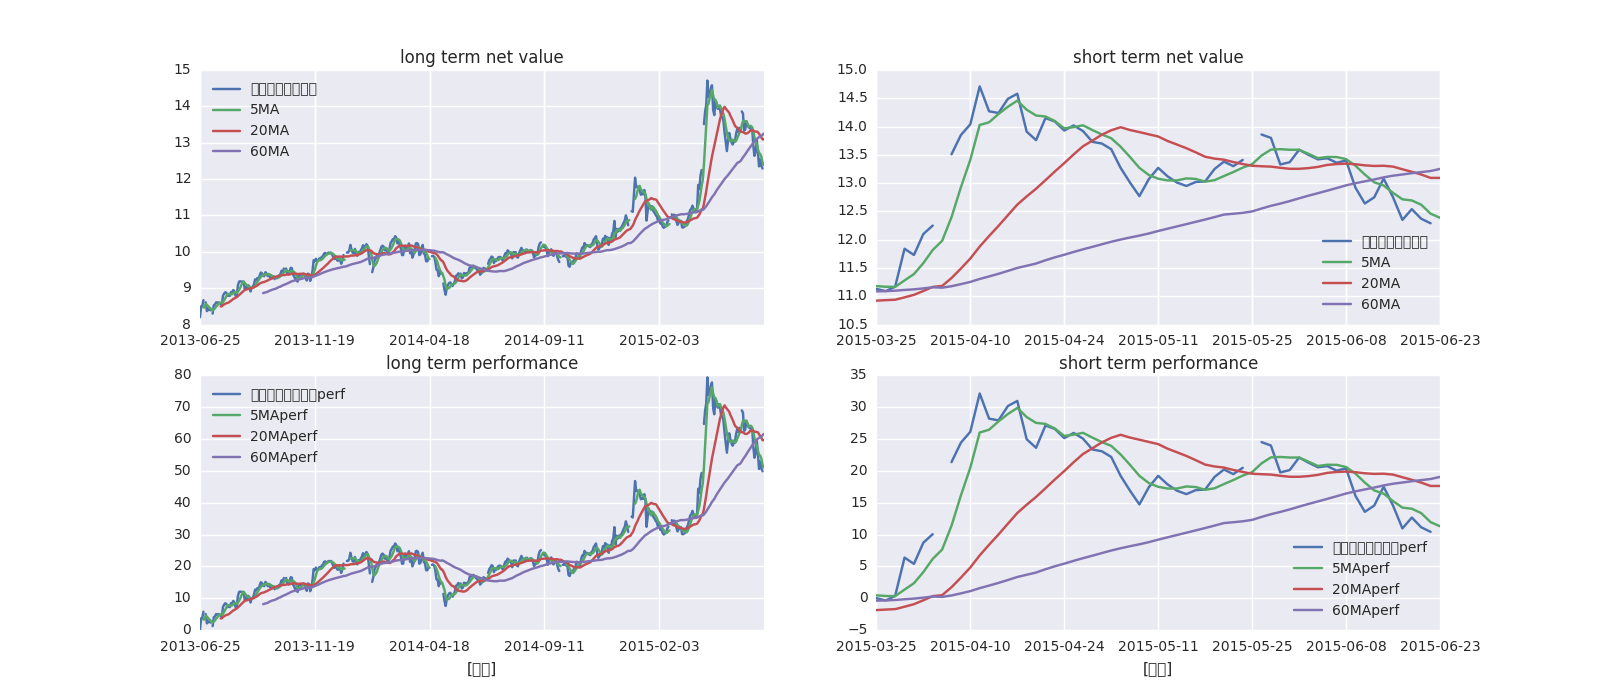 long term net value
15
14
13
12
11
10
9
8
5MA
20MA
60MA
2013-06-25 2013-11-19 2014-04-18 2014-09-11 2015-02-03
short term net value
15.0
14.5
14.0
13.5
13.0
12.5
12.0
11.5
11.0
10.5
5MA
20MA
60MA
2015-03-25 2015-04-10 2015-04-24 2015-05-11 2015-05-25 2015-06-08 2015-06-23
long term performance
80
70
60
50
40
30
20
10
0
perf
5MAperf
20MAperf
60MAperf
2013-06-25 2013-11-19 2014-04-18 2014-09-11 2015-02-03
short term performance
35
30
25
20
15
10
5
0
−5
perf
5MAperf
20MAperf
60MAperf
2015-03-25 2015-04-10 2015-04-24 2015-05-11 2015-05-25 2015-06-08 2015-06-23